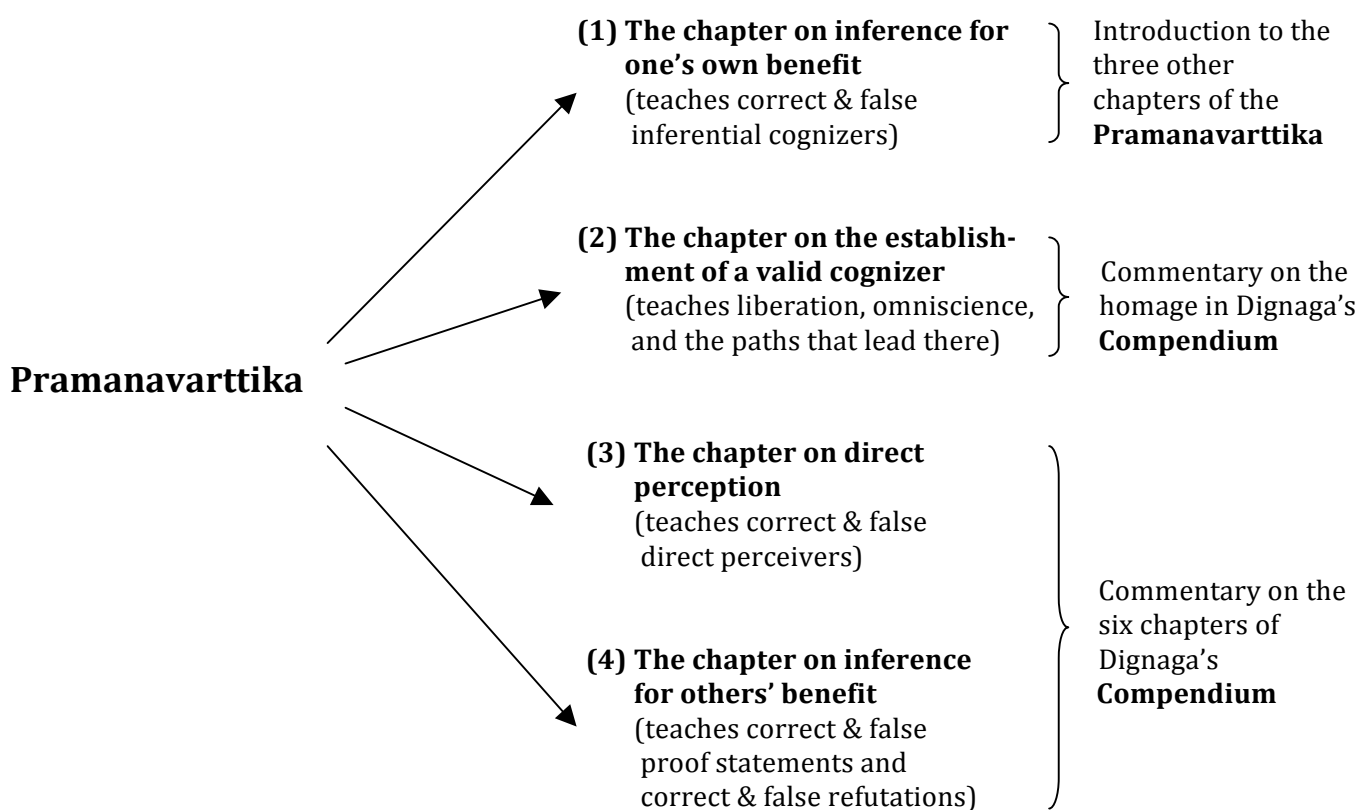 (1) The chapter on inference for
one's own benefit
(teaches correct & false
inferential cognizers)
Introduction to the
three other
chapters of the
Pramanavarttika
(2) The chapter on the establish-
ment of a valid cognizer
(teaches liberation, omniscience,
and the paths that lead there)
Commentary on the
homage in Dignaga's
Compendium
Pramanavarttika
(3) The chapter on direct
perception
(teaches correct & false
direct perceivers)
(4) The chapter on inference
for others' benefit
(teaches correct & false
proof statements and
correct & false refutations)
Commentary on the
six chapters of
Dignaga's
Compendium